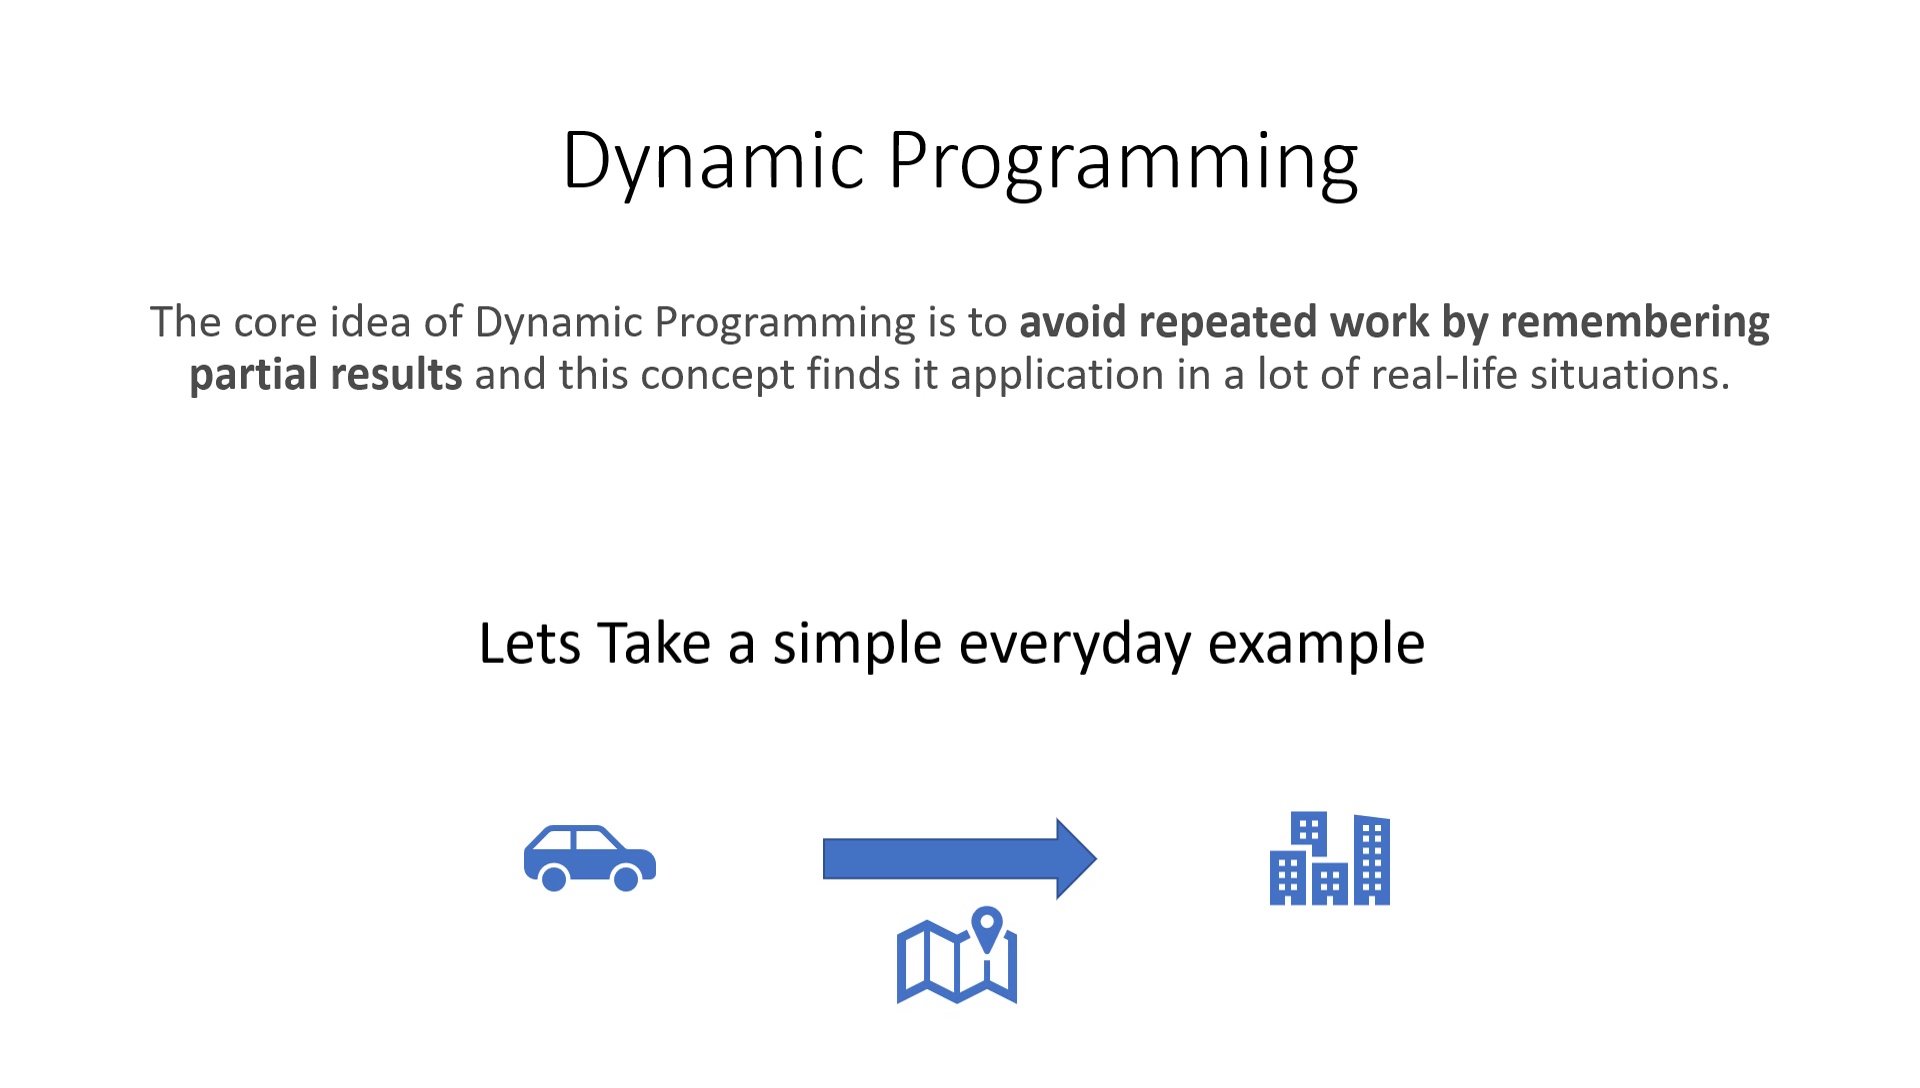 Dynamic Programming
The core idea of Dynamic Programming is to avoid repeated work by remembering
partial results and this concept finds it application in a lot of real-life situations.
Lets Take a simple everyday example